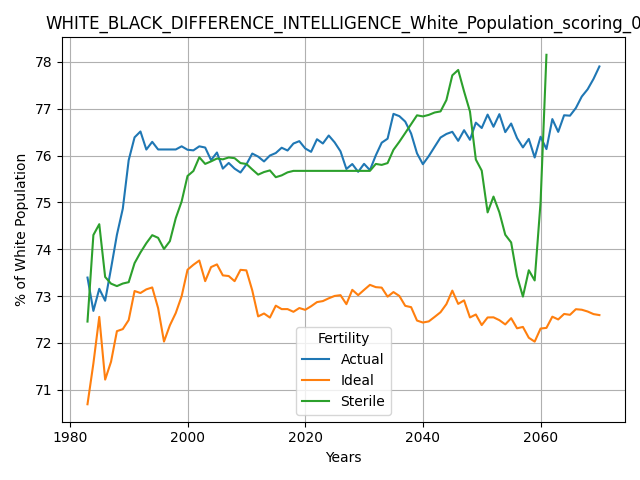 WHITE_BLACK_DIFFERENCE_INTELLIGENCE_White_Population_scoring_0
78
77
76
75
74
73
72
71
% of White Population
1980
2000
2020
2040
2060
Years
Fertility
Actual
Ideal
Sterile